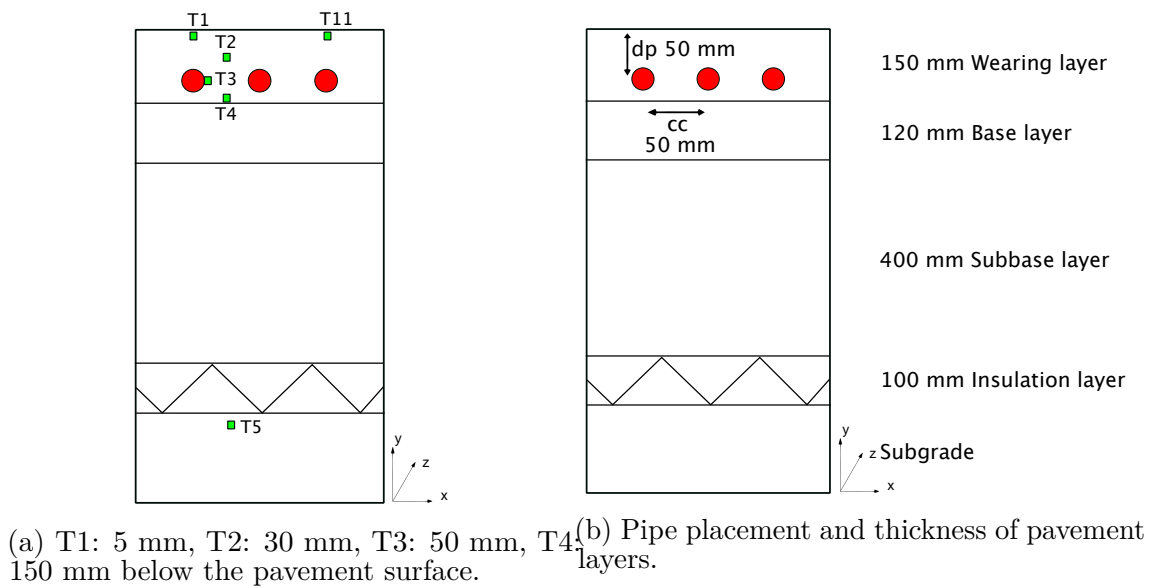 T1
T11
T2
T3
T4
T5
y
z
x
(a) T1: 5 mm, T2: 30 mm, T3: 50 mm, T4:
150 mm below the pavement surface.
dp 50 mm
cc
50 mm
150 mm Wearing layer
120 mm Base layer
400 mm Subbase layer
100 mm Insulation layer
Subgrade
y
z
x
(b) Pipe placement and thickness of pavement
layers.